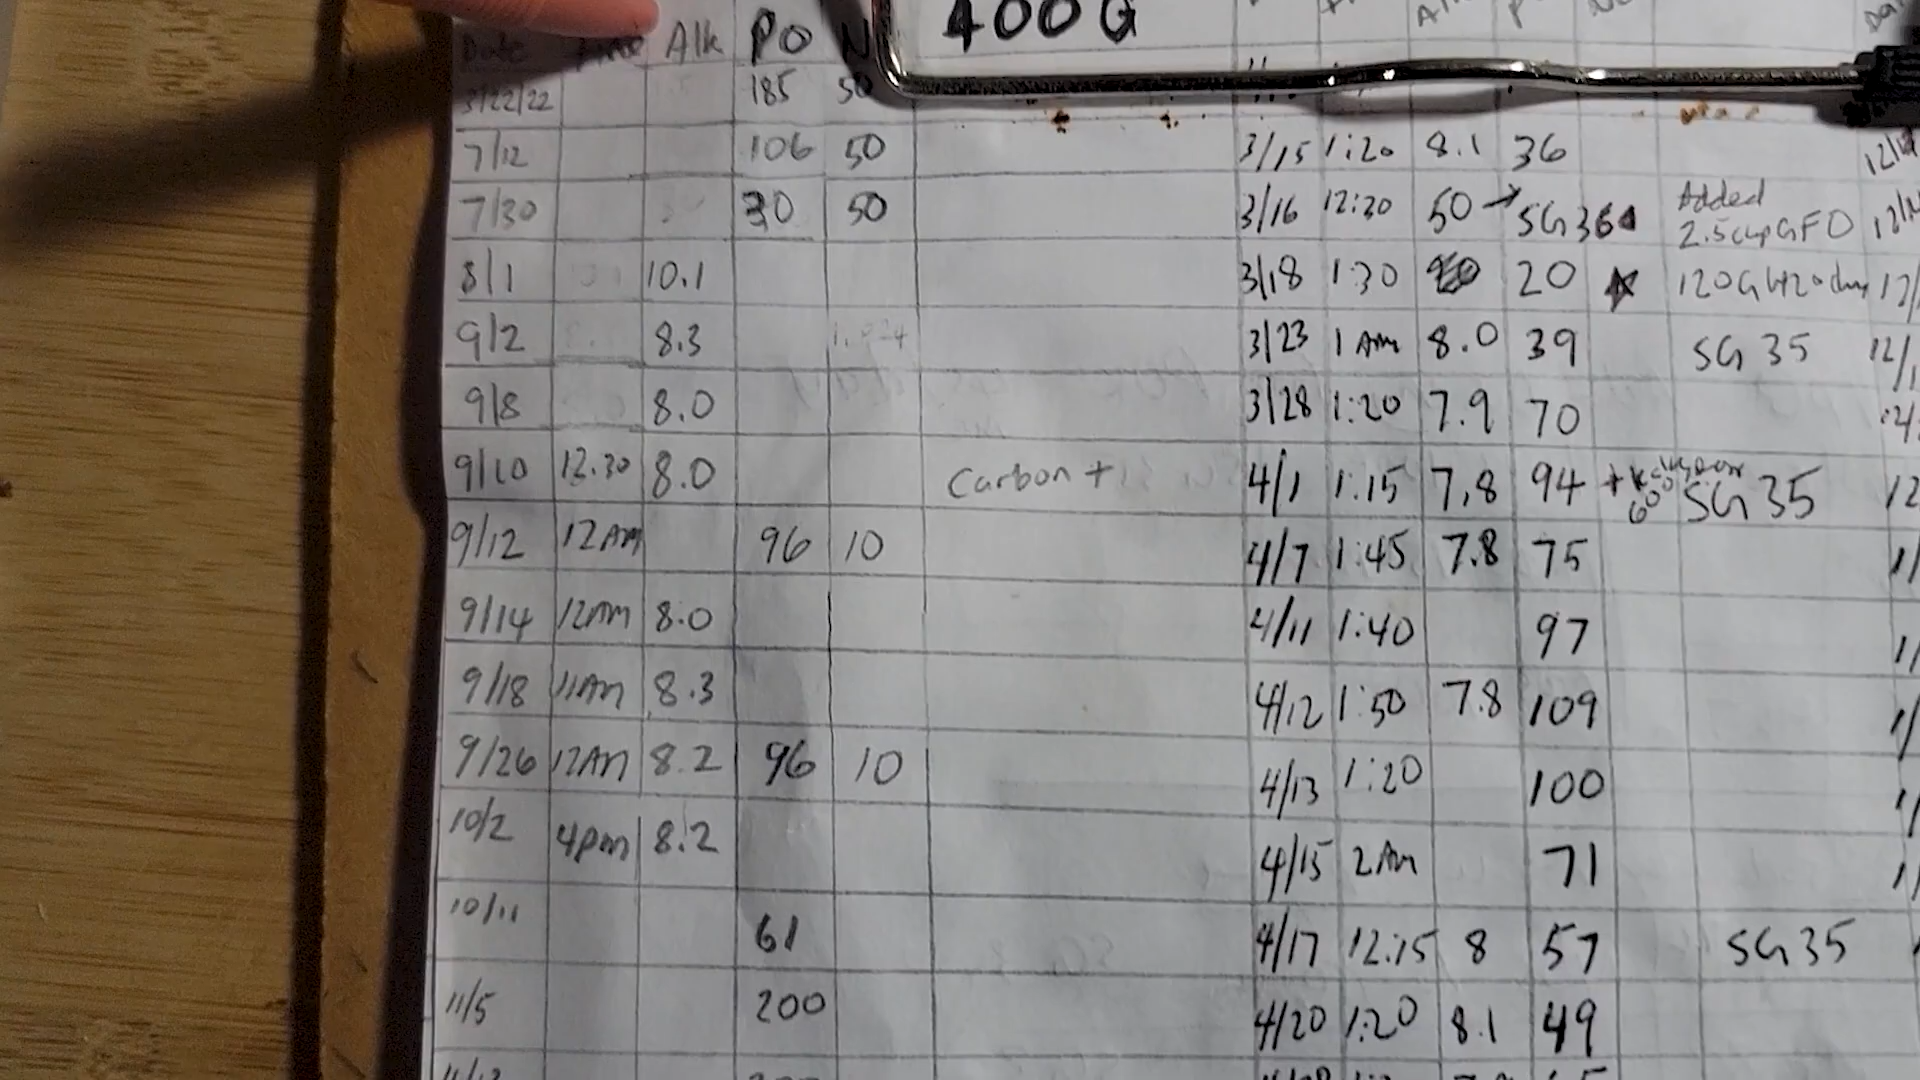 400G
Date Alk PO N
3/22/22 185 50
7/12 106 50
7/30 30 50
8/1 10.1
9/2 8.3
9/8 8.0
9/10 12.30 8.0 Carbon +
9/12 12AM 96 10
9/14 12AM 8.0
9/18 11AM 8.3
9/26 12AM 8.2 96 10
10/2 4pm 8.2
10/11 61
11/5 200
3/15 1:20 8.1 36
3/16 12:30 50 → SG 36 Added
2.5cup GFO
3/18 1:30 20 120G H2O
3/23 1 AM 8.0 39 SG 35
3/28 1:20 7.9 70
4/1 1:15 7.8 94 + SG 35
4/7 1:45 7.8 75
4/11 1:40 97
4/12 1:50 7.8 109
4/13 1:20 100
4/15 2 AM 71
4/17 12:15 8 57 SG 35
4/20 1:20 8.1 49